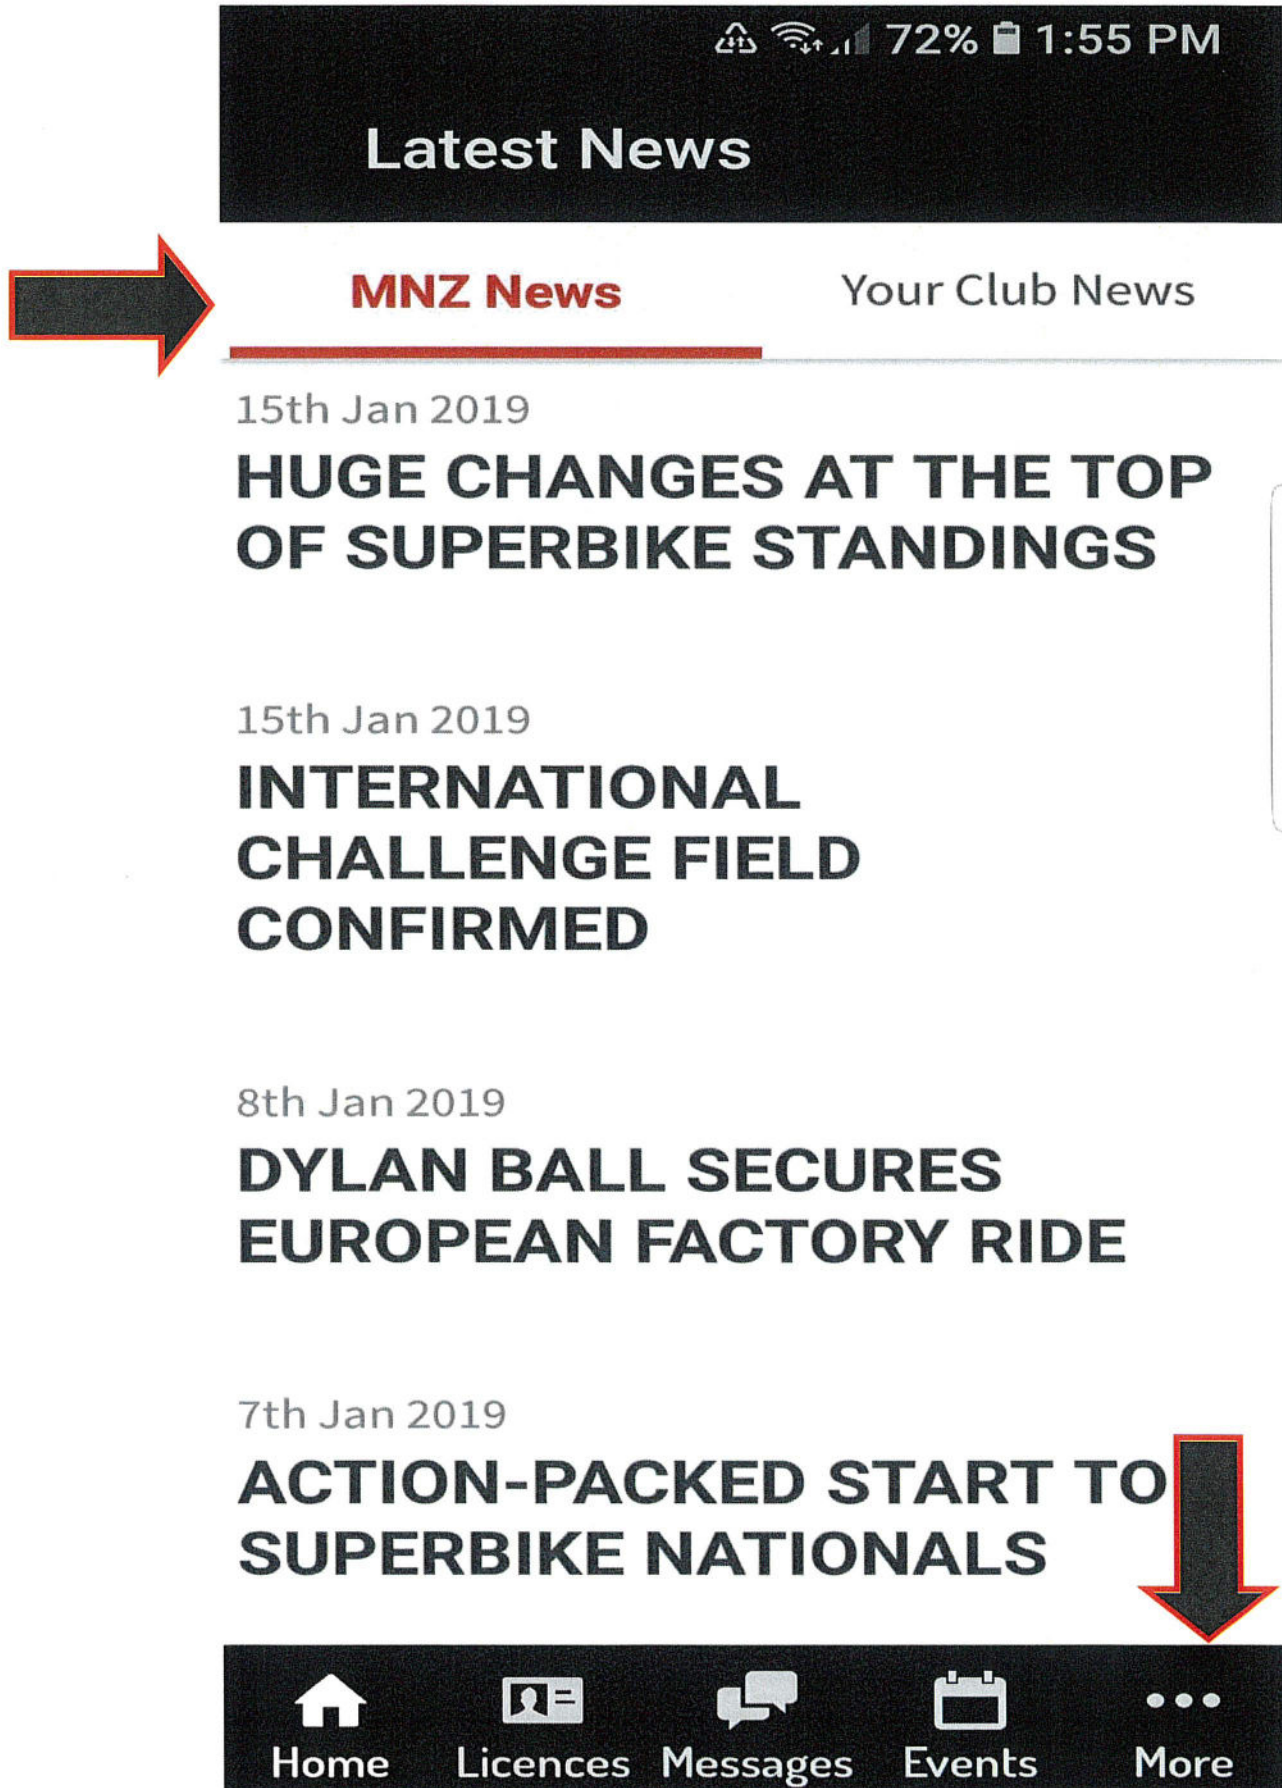 72% 1:55 PM
Latest News
MNZ News Your Club News
15th Jan 2019
HUGE CHANGES AT THE TOP
OF SUPERBIKE STANDINGS
15th Jan 2019
INTERNATIONAL
CHALLENGE FIELD
CONFIRMED
8th Jan 2019
DYLAN BALL SECURES
EUROPEAN FACTORY RIDE
7th Jan 2019
ACTION-PACKED START TO
SUPERBIKE NATIONALS
Home Licences Messages Events More